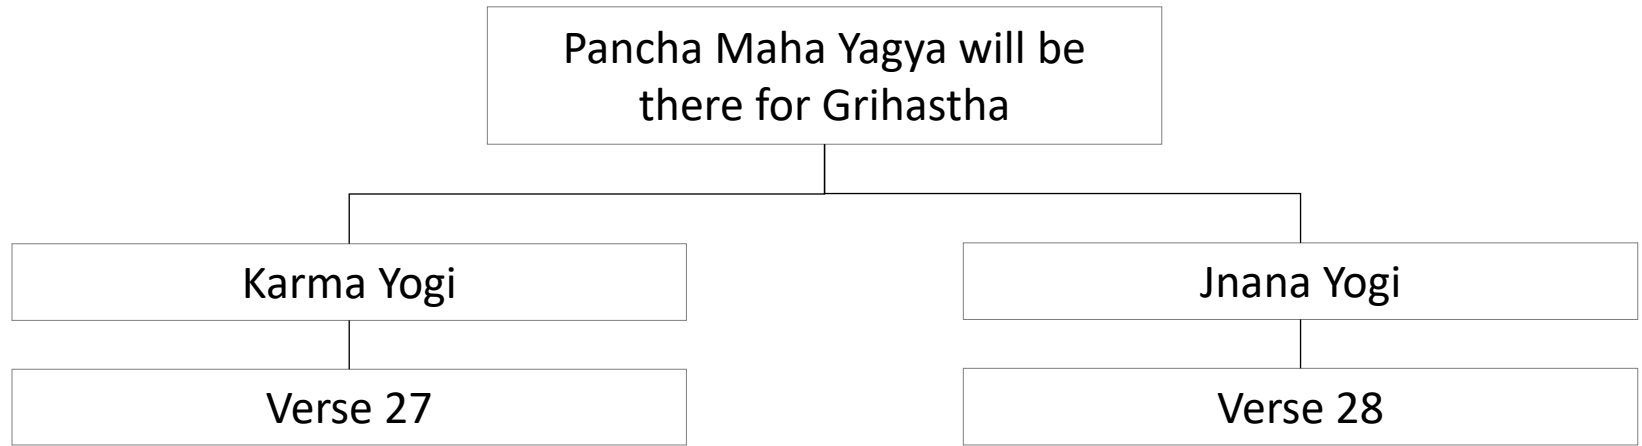 Pancha Maha Yagya will be
there for Grihastha
Karma Yogi
Jnana Yogi
Verse 27
Verse 28